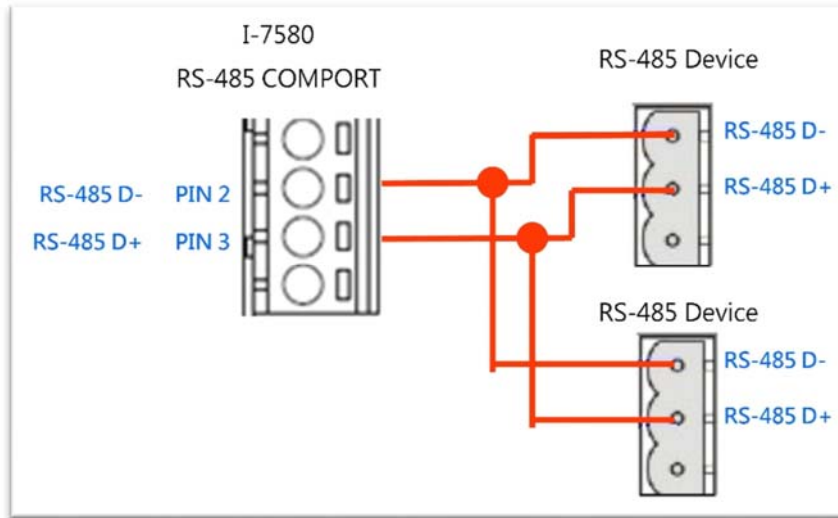 I-7580
RS-485 COMPORT
RS-485 D- PIN 2
RS-485 D+ PIN 3
RS-485 Device
RS-485 D-
RS-485 D+
RS-485 Device
RS-485 D-
RS-485 D+